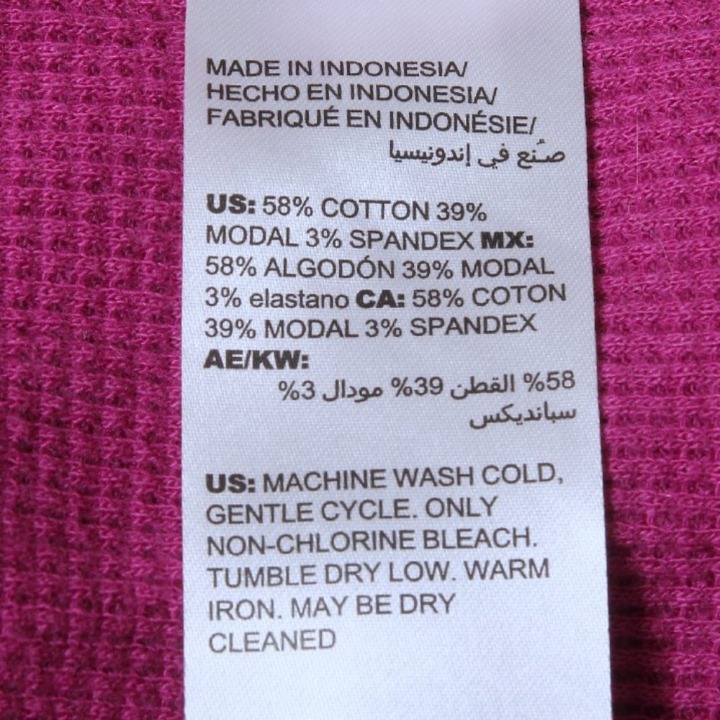 MADE IN INDONESIA/
HECHO EN INDONESIA/
FABRIQUÉ EN INDONÉSIE/
صُنع في إندونيسيا
US: 58% COTTON 39%
MODAL 3% SPANDEX MX:
58% ALGODÓN 39% MODAL
3% elastano CA: 58% COTON
39% MODAL 3% SPANDEX
AE/KW:
58% القطن 39% مودال 3%
سبانديكس
US: MACHINE WASH COLD,
GENTLE CYCLE. ONLY
NON-CHLORINE BLEACH.
TUMBLE DRY LOW. WARM
IRON. MAY BE DRY
CLEANED